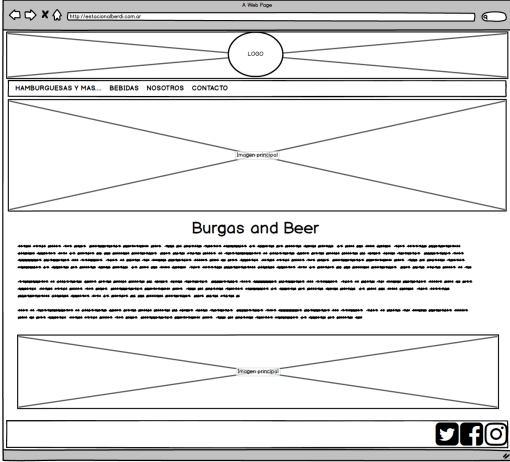 A Web Page
http://estacionalberdi.com.ar
LOGO
HAMBURGUESAS Y MAS... BEBIDAS NOSOTROS CONTACTO
Imagen principal
Burgas and Beer
Imagen principal